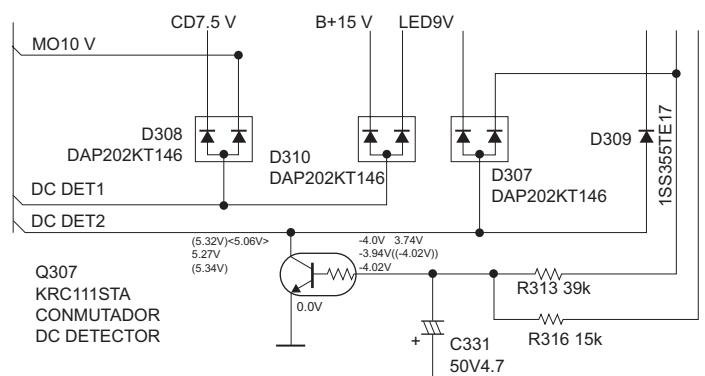 CD7.5 V
B+15 V
LED9V
MO10 V
D308
DAP202KT146
D310
DAP202KT146
D307
DAP202KT146
D309
1SS355TE17
DC DET1
DC DET2
(5.32V)<5.06V>
5.27V
(5.34V)
-4.0V 3.74V
-3.94V((-4.02V))
-4.02V
0.0V
Q307
KRC111STA
CONMUTADOR
DC DETECTOR
R313 39k
R316 15k
+
C331
50V4.7